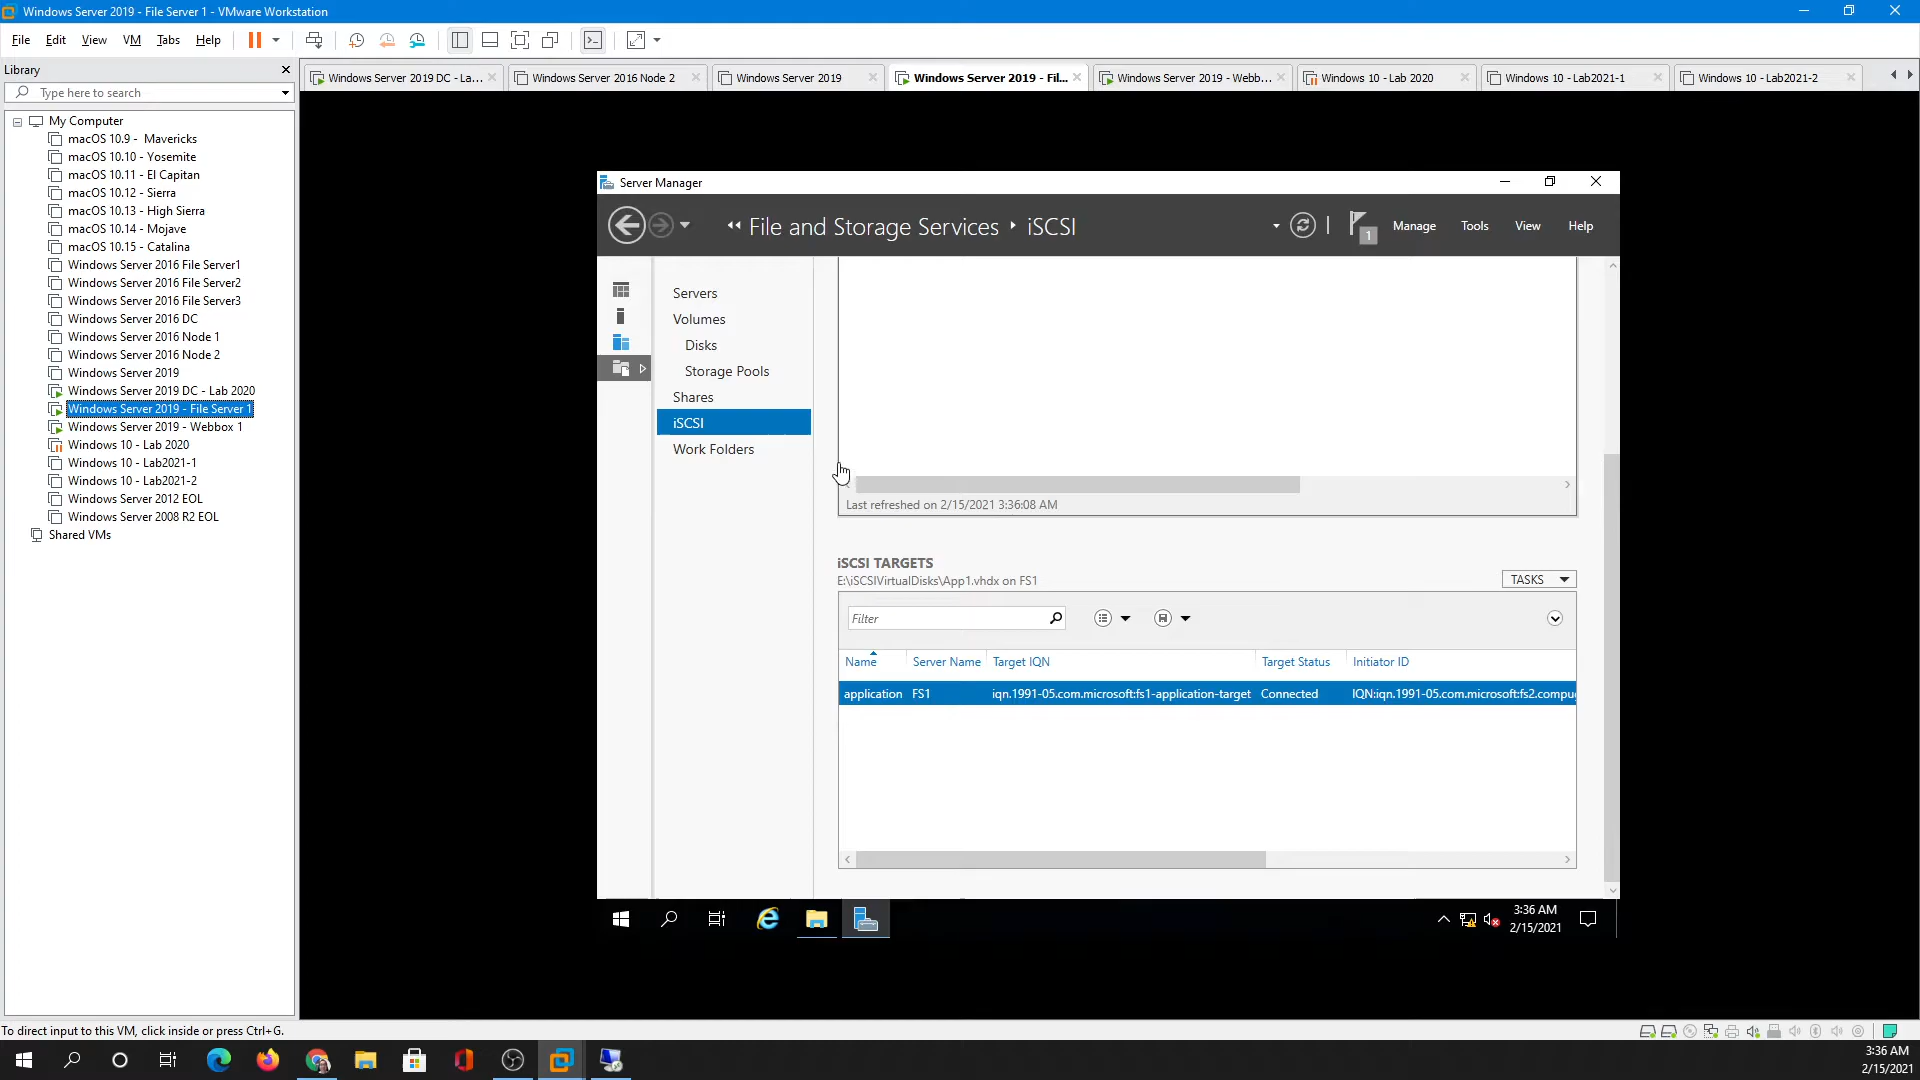 Windows Server 2019 - File Server 1 - VMware Workstation
File Edit View VM Tabs Help
Library
Type here to search
My Computer
macOS 10.9 - Mavericks
macOS 10.10 - Yosemite
macOS 10.11 - El Capitan
macOS 10.12 - Sierra
macOS 10.13 - High Sierra
macOS 10.14 - Mojave
macOS 10.15 - Catalina
Windows Server 2016 File Server1
Windows Server 2016 File Server2
Windows Server 2016 File Server3
Windows Server 2016 DC
Windows Server 2016 Node 1
Windows Server 2016 Node 2
Windows Server 2019
Windows Server 2019 DC - Lab 2020
Windows Server 2019 - File Server 1
Windows Server 2019 - Webbox 1
Windows 10 - Lab 2020
Windows 10 - Lab2021-1
Windows 10 - Lab2021-2
Windows Server 2012 EOL
Windows Server 2008 R2 EOL
Shared VMs
Windows Server 2019 DC - La... Windows Server 2016 Node 2 Windows Server 2019 Windows Server 2019 - Fil... Windows Server 2019 - Webb... Windows 10 - Lab 2020 Windows 10 - Lab2021-1 Windows 10 - Lab2021-2
Server Manager
File and Storage Services iSCSI
1
Manage Tools View Help
Servers
Volumes
Disks
Storage Pools
Shares
iSCSI
Work Folders
Last refreshed on 2/15/2021 3:36:08 AM
iSCSI TARGETS
E:\iSCSIVirtualDisks\App1.vhdx on FS1
TASKS
Filter
Name Server Name Target IQN Target Status Initiator ID
application FS1 iqn.1991-05.com.microsoft:fs1-application-target Connected IQN:iqn.1991-05.com.microsoft:fs2.compu
3:36 AM
2/15/2021
To direct input to this VM, click inside or press Ctrl+G.
3:36 AM
2/15/2021